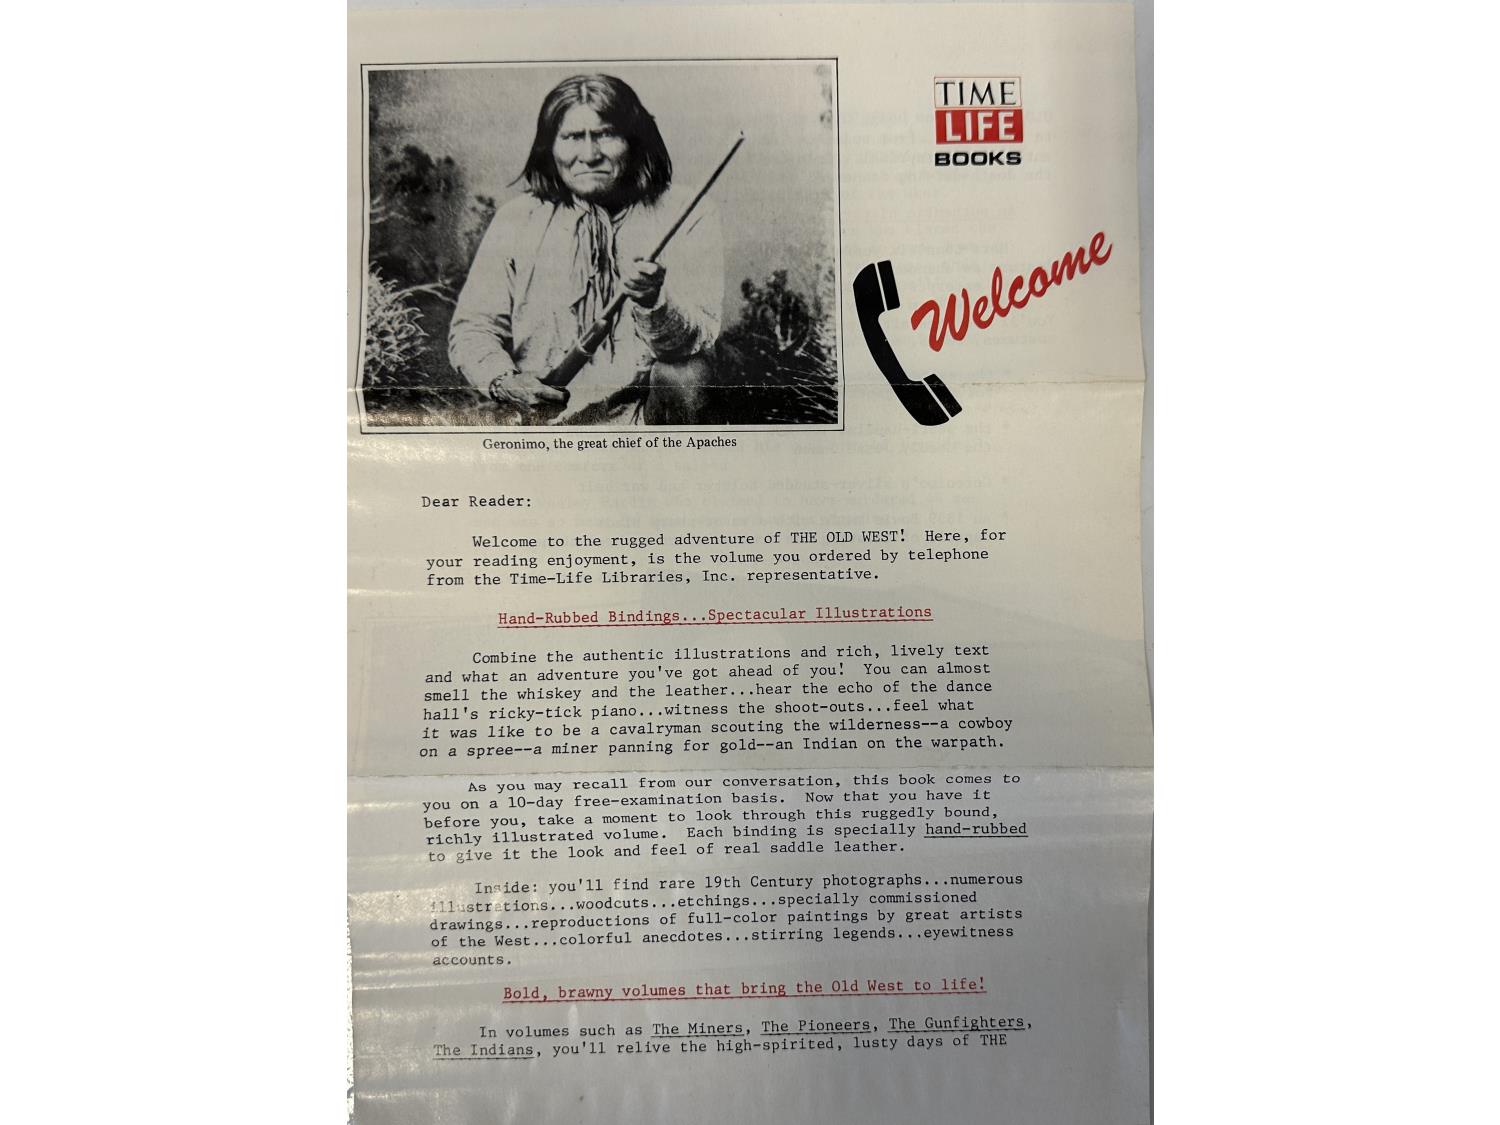 TIME
LIFE
BOOKS
Welcome
Geronimo, the great chief of the Apaches
Dear Reader:
Welcome to the rugged adventure of THE OLD WEST! Here, for
your reading enjoyment, is the volume you ordered by telephone
from the Time-Life Libraries, Inc. representative.
Hand-Rubbed Bindings...Spectacular Illustrations
Combine the authentic illustrations and rich, lively text
and what an adventure you've got ahead of you! You can almost
smell the whiskey and the leather...hear the echo of the dance
hall's ricky-tick piano...witness the shoot-outs...feel what
it was like to be a cavalryman scouting the wilderness--a cowboy
on a spree--a miner panning for gold--an Indian on the warpath.
As you may recall from our conversation, this book comes to
you on a 10-day free-examination basis. Now that you have it
before you, take a moment to look through this ruggedly bound,
richly illustrated volume. Each binding is specially hand-rubbed
to give it the look and feel of real saddle leather.
Inside: you'll find rare 19th Century photographs...numerous
illustrations...woodcuts...etchings...specially commissioned
drawings...reproductions of full-color paintings by great artists
of the West...colorful anecdotes...stirring legends...eyewitness
accounts.
Bold, brawny volumes that bring the Old West to life!
In volumes such as The Miners, The Pioneers, The Gunfighters,
The Indians, you'll relive the high-spirited, lusty days of THE